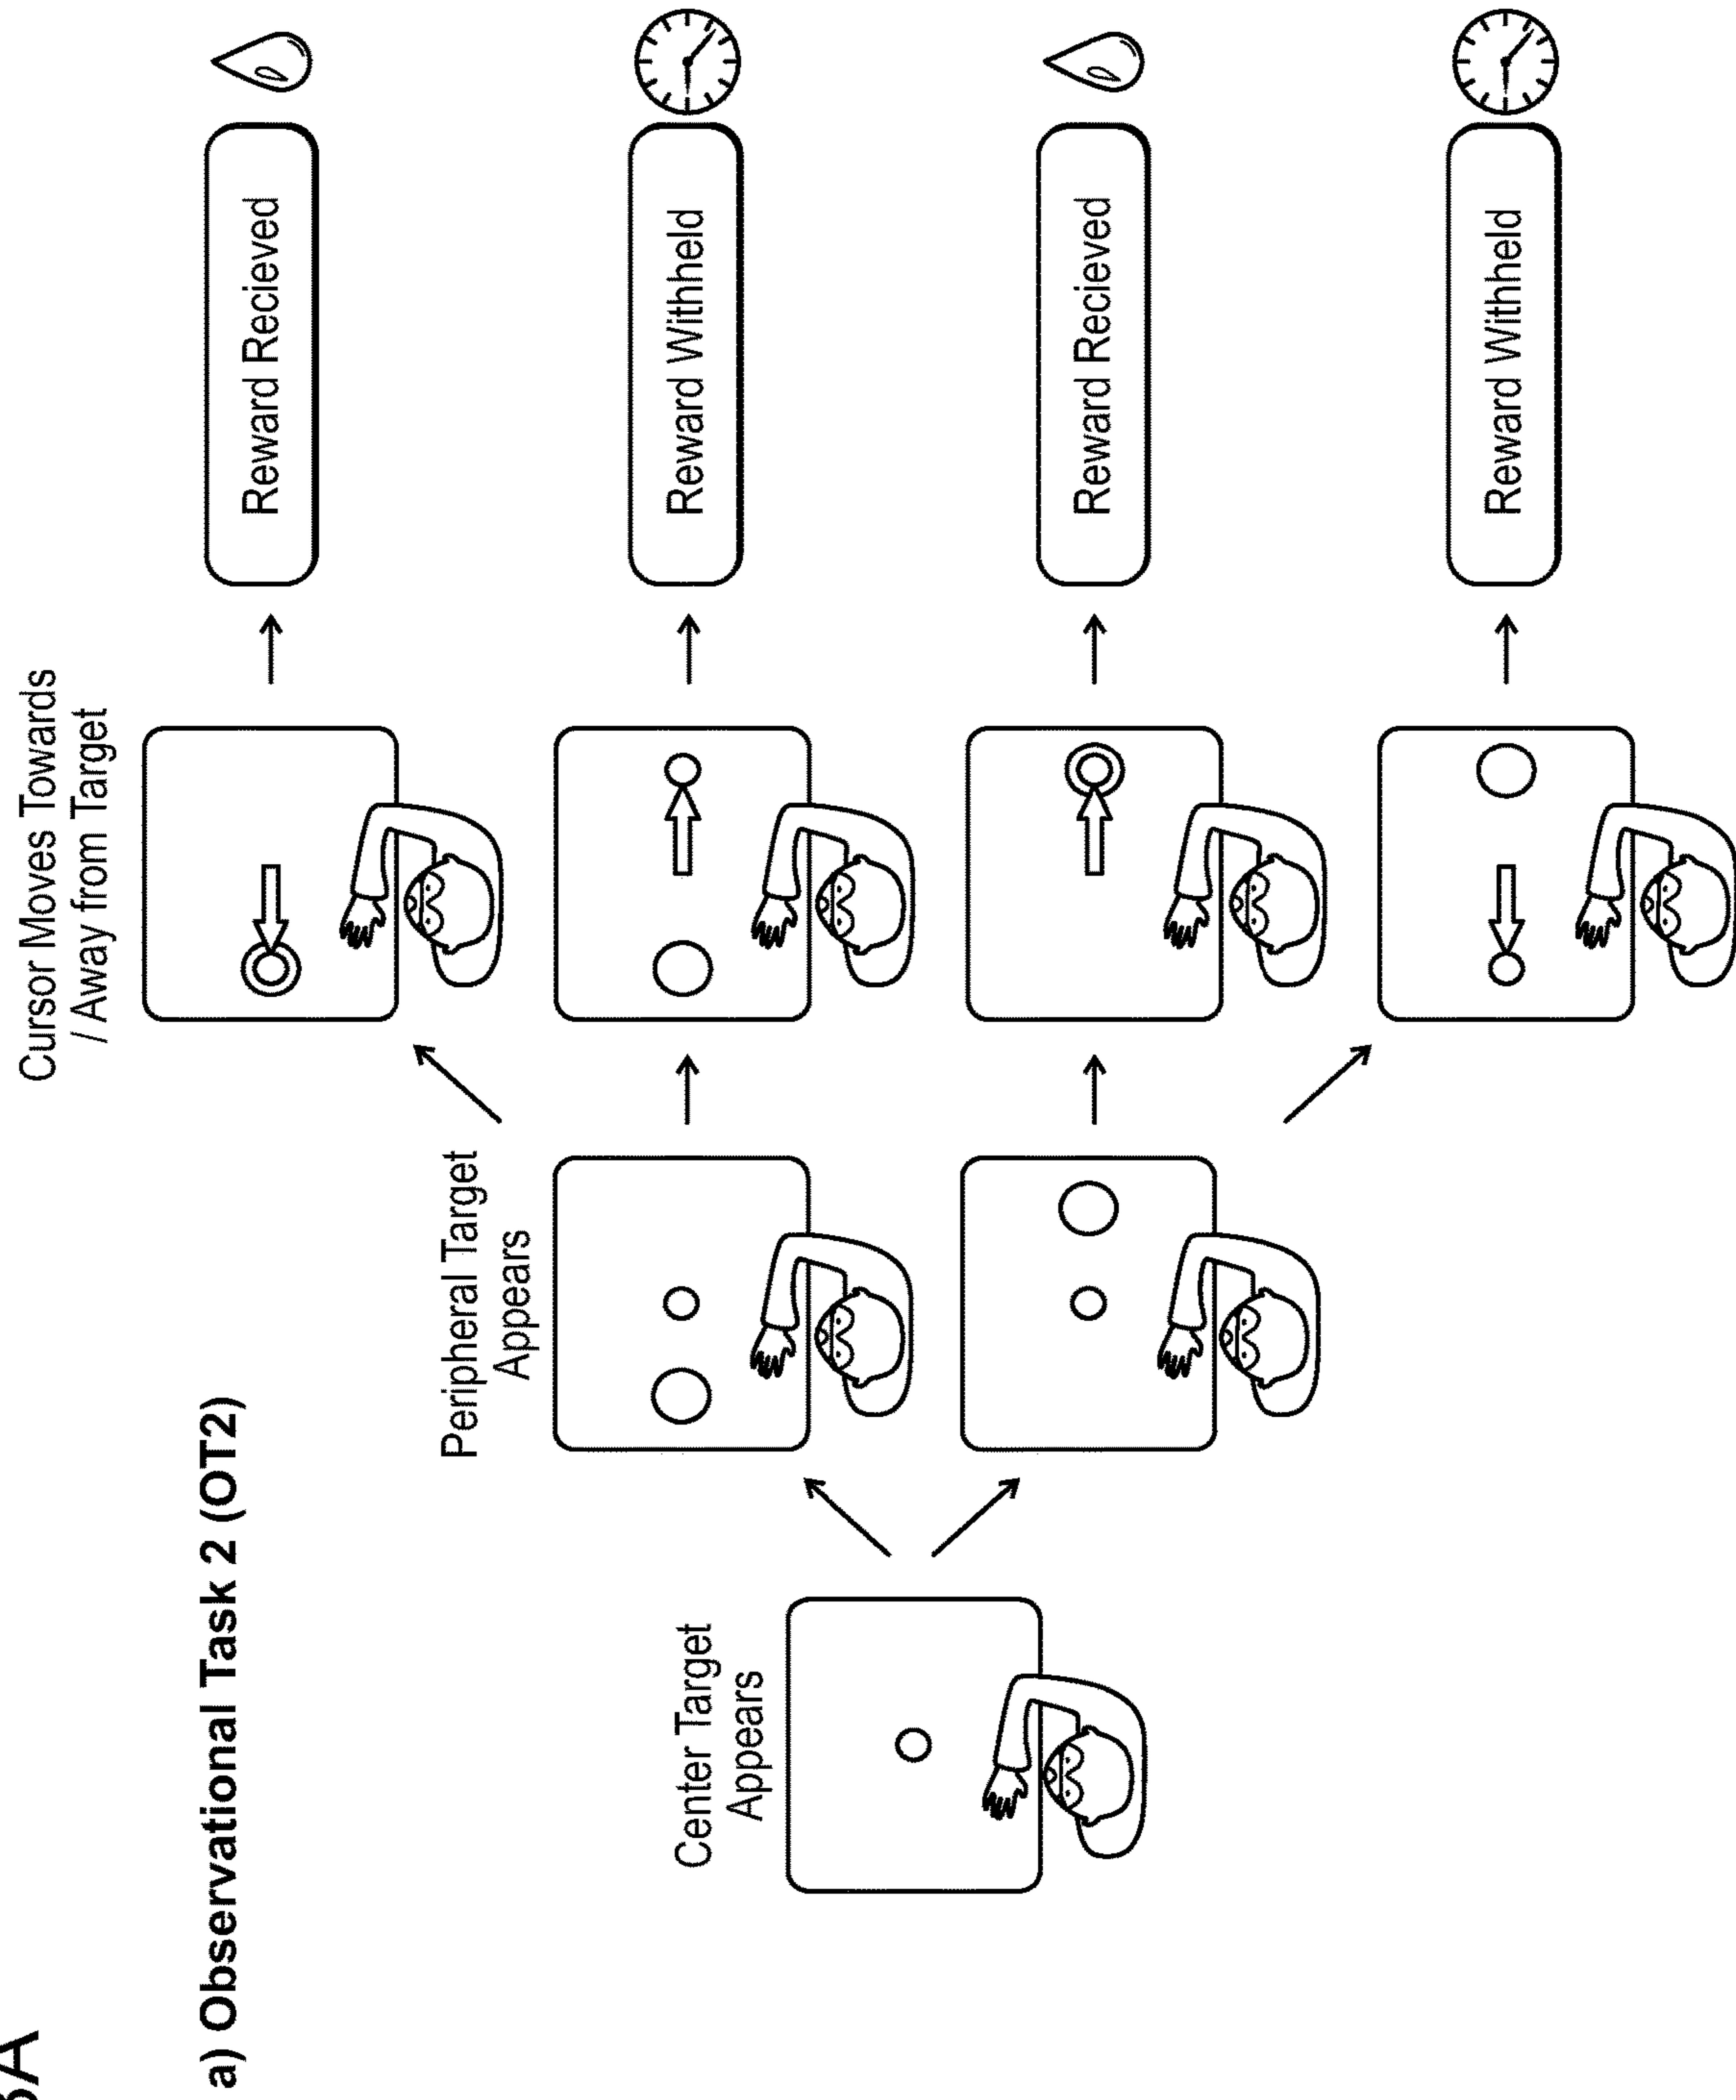 3A
a) Observational Task 2 (OT2)
Center Target
Appears
Peripheral Target
Appears
Cursor Moves Towards
/ Away from Target
Reward Recieved
Reward Withheld
Reward Recieved
Reward Withheld